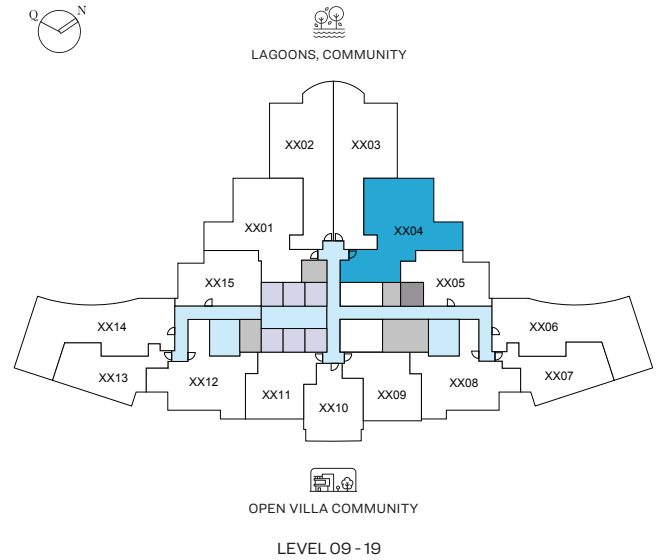 Q N
LAGOONS, COMMUNITY
XX02 XX03
XX01 XX04
XX15 XX05
XX14 XX06
XX13 XX12 XX08 XX07
XX11 XX10 XX09
OPEN VILLA COMMUNITY
LEVEL 09 - 19